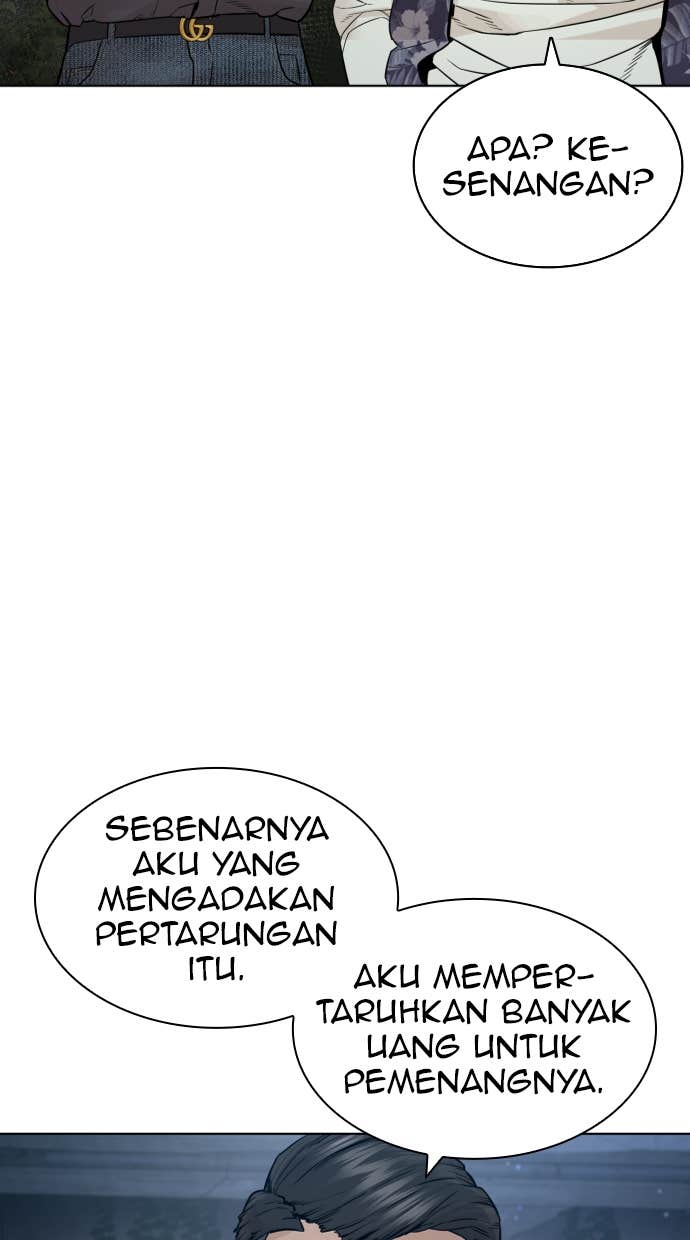 APA? KE-
SENANGAN?
SEBENARNYA
AKU YANG
MENGADAKAN
PERTARUNGAN
ITU.
AKU MEMPER-
TARUHKAN BANYAK
UANG UNTUK
PEMENANGNYA.